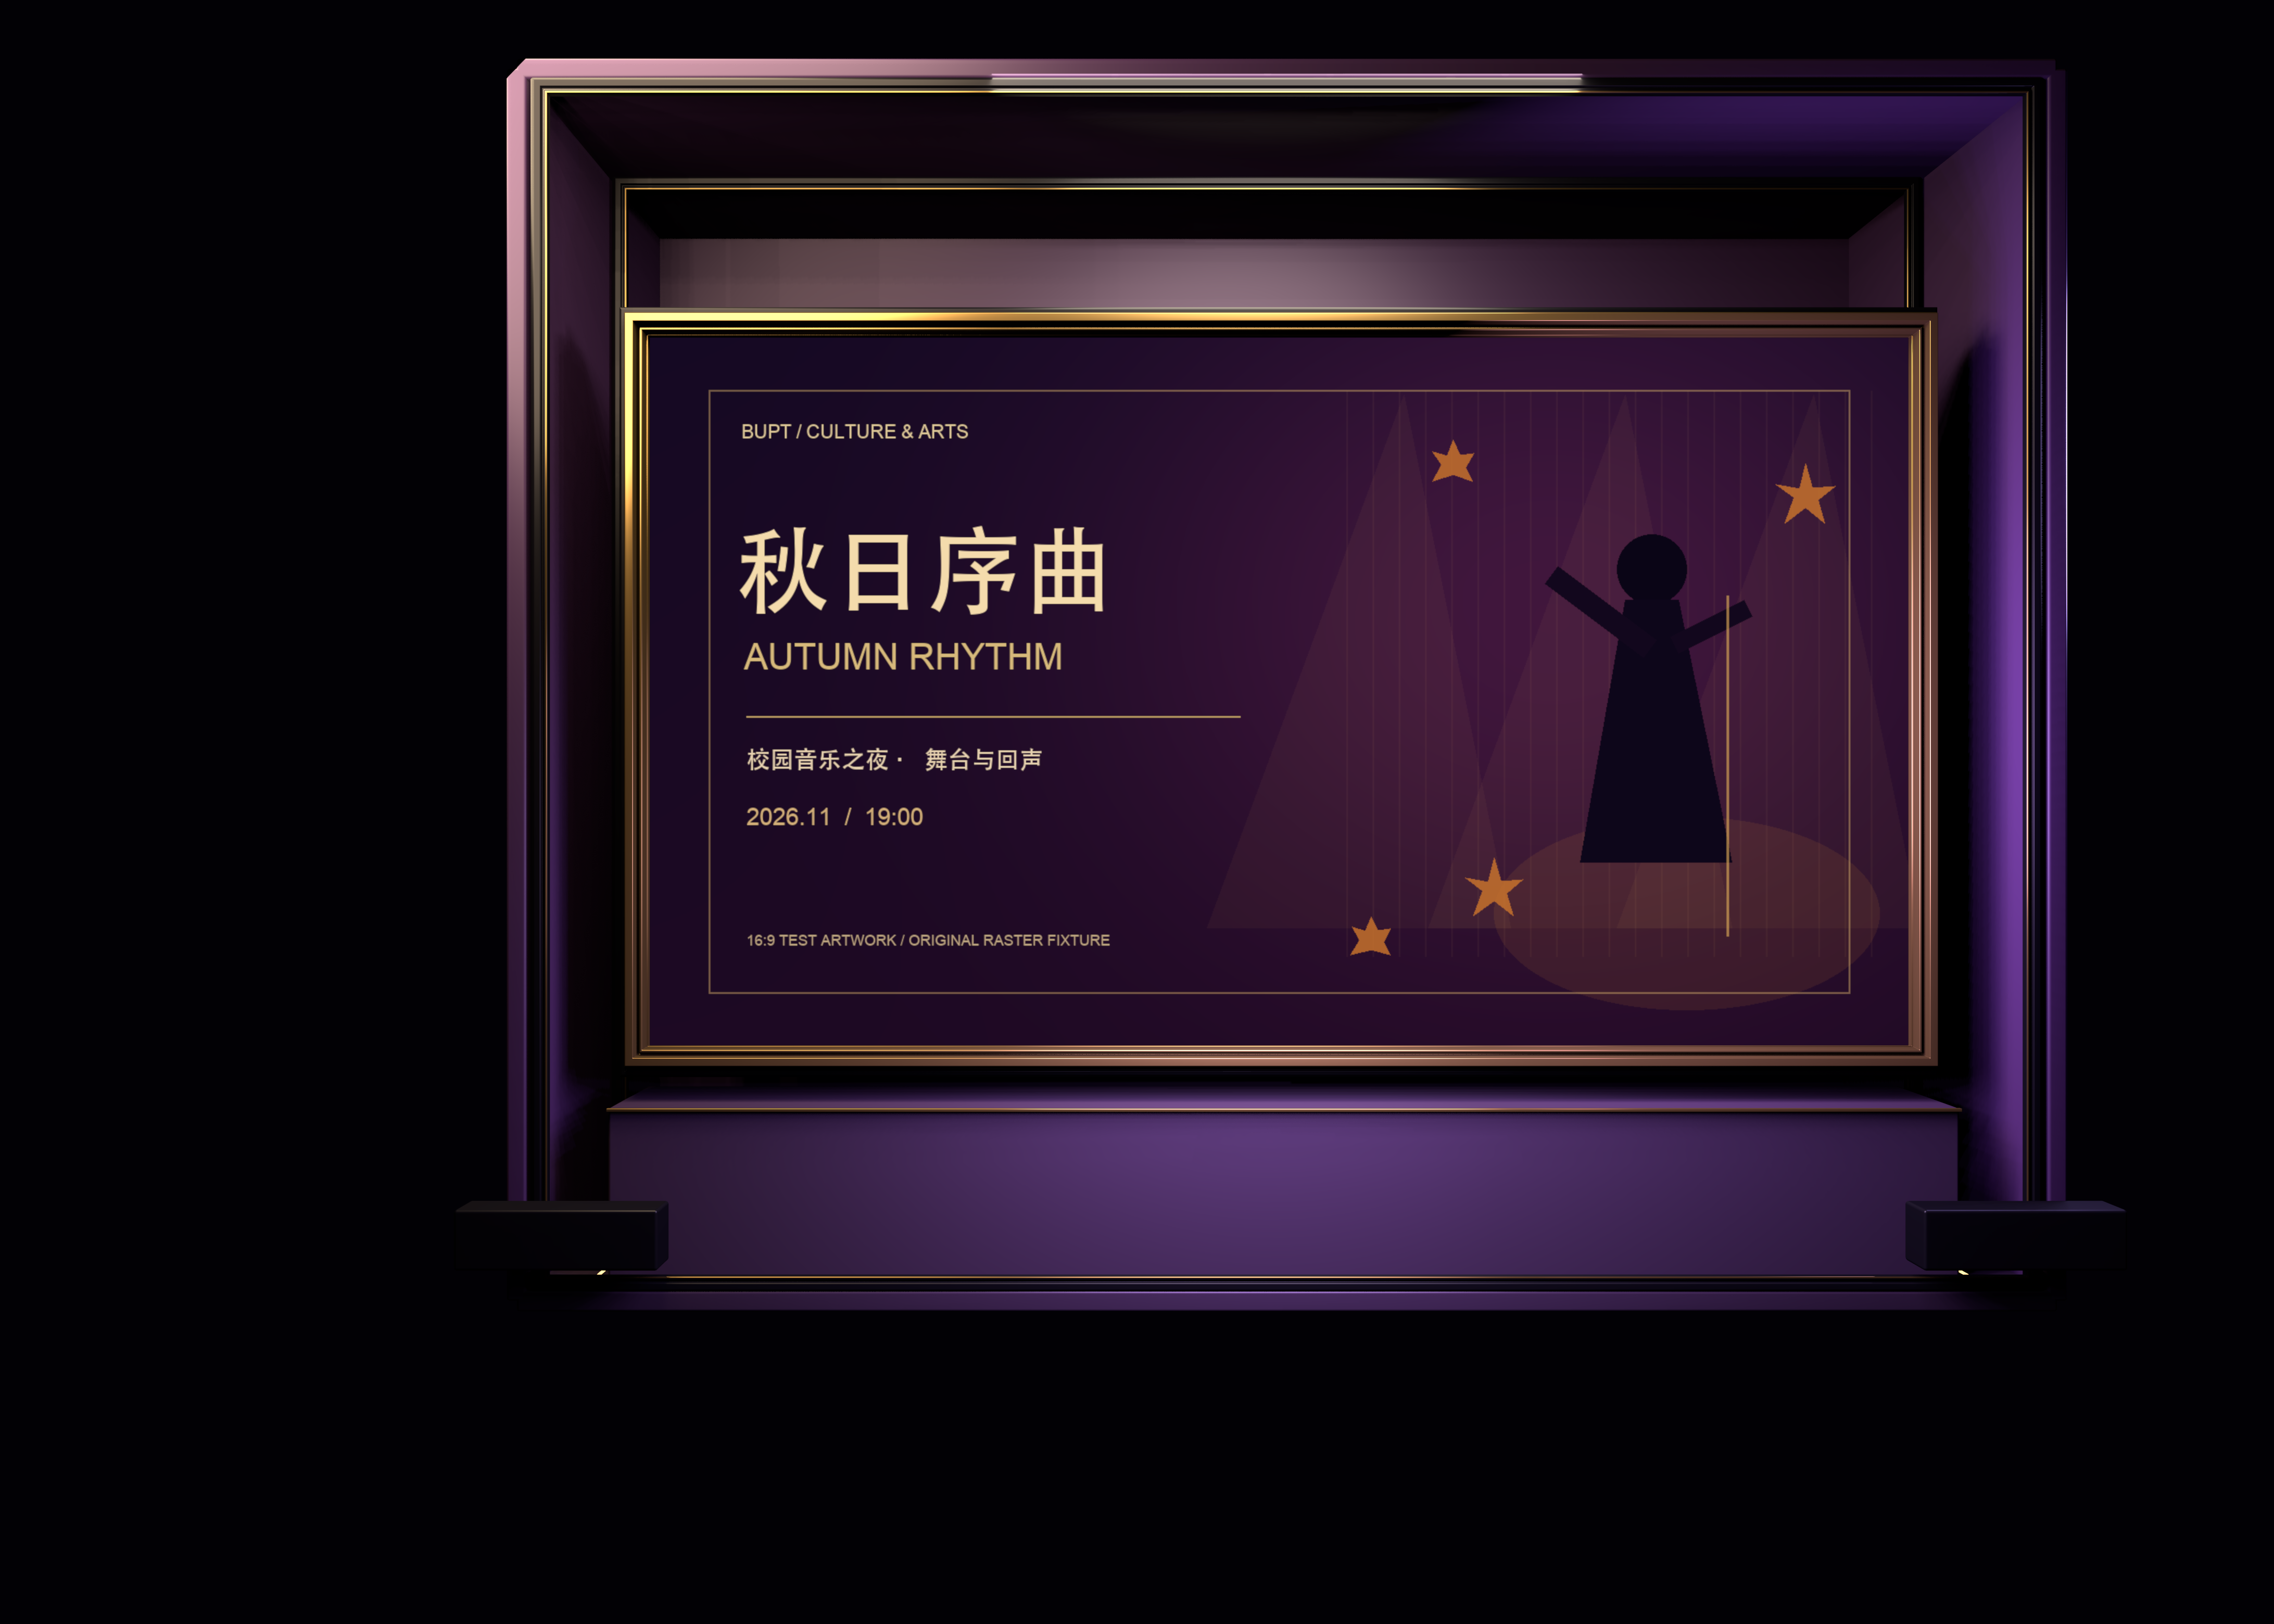 BUPT / CULTURE & ARTS
秋日序曲
AUTUMN RHYTHM
校园音乐之夜 · 舞台与回声
2026.11 / 19:00
16:9 TEST ARTWORK / ORIGINAL RASTER FIXTURE